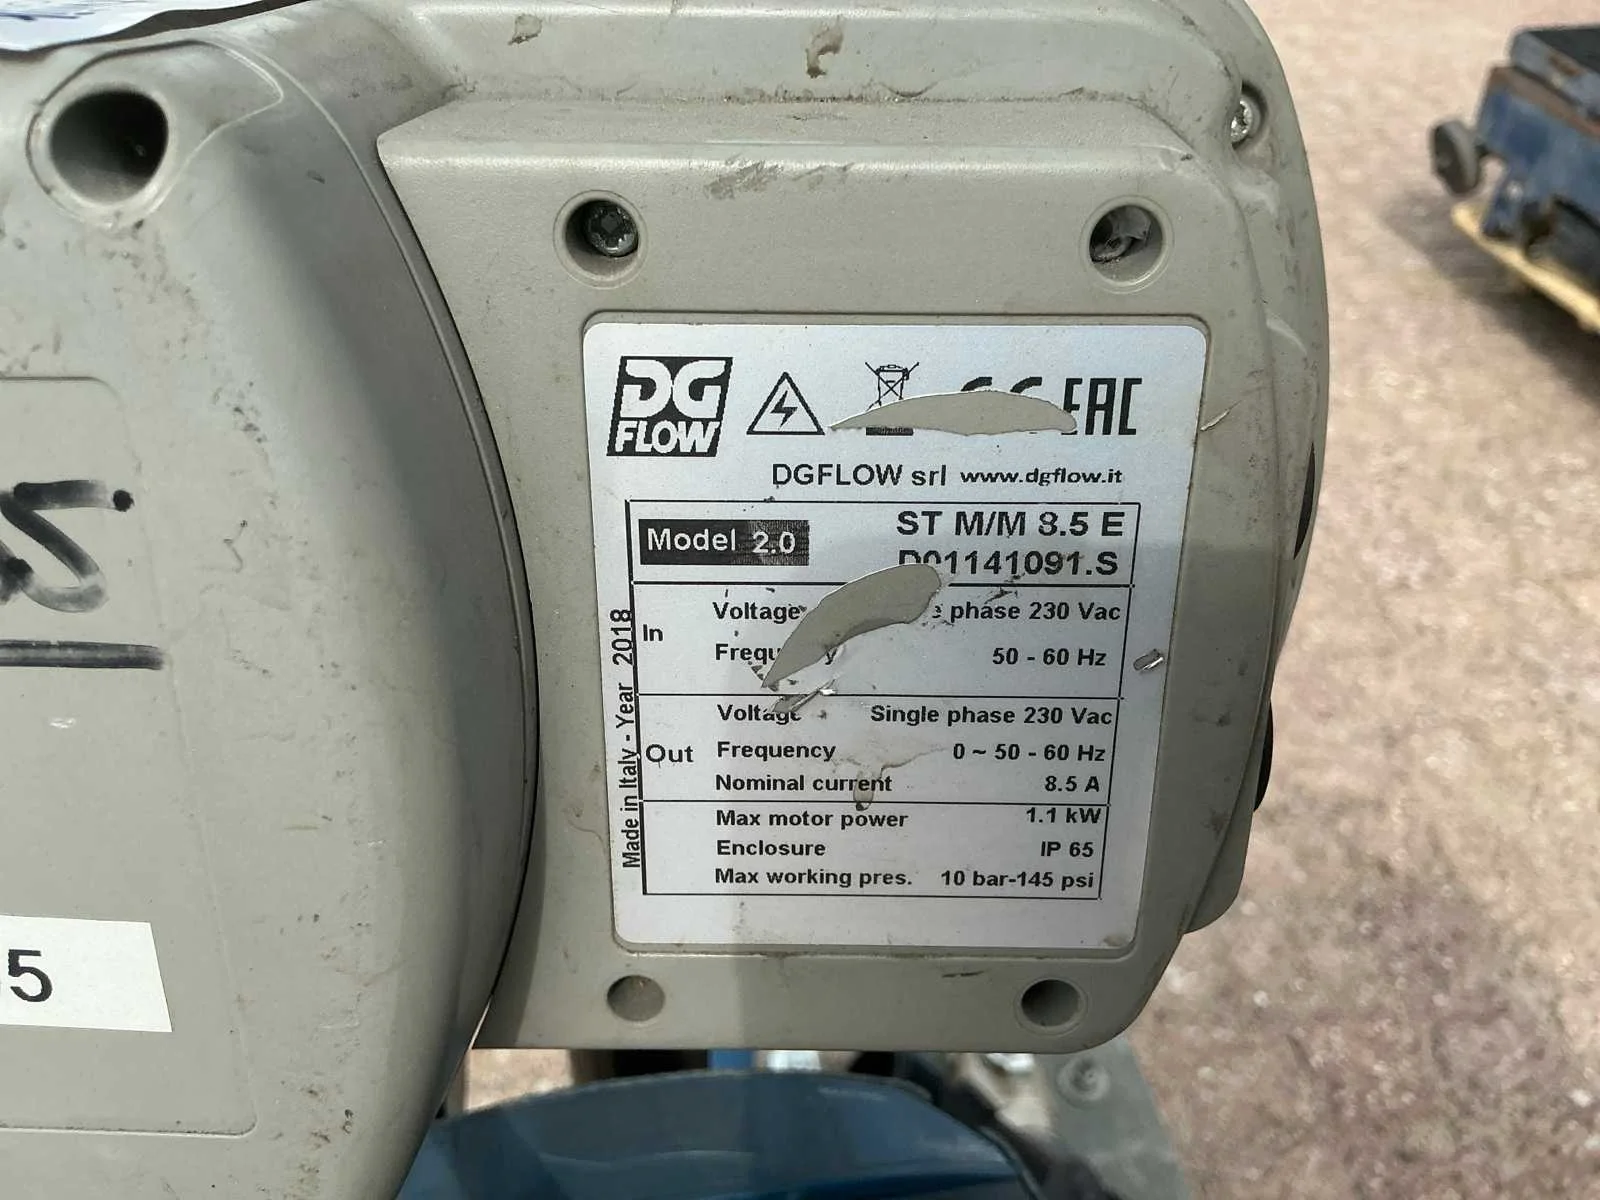 DG
FLOW
EAC
DGFLOW srl www.dgflow.it
Model 2.0
ST M/M 8.5 E
D01141091.S
Made in Italy - Year 2018
In
Voltage phase 230 Vac
50 - 60 Hz
Out
Voltage Single phase 230 Vac
Frequency 0 ~ 50 - 60 Hz
Nominal current 8.5 A
Max motor power 1.1 kW
Enclosure IP 65
Max working pres. 10 bar-145 psi
5